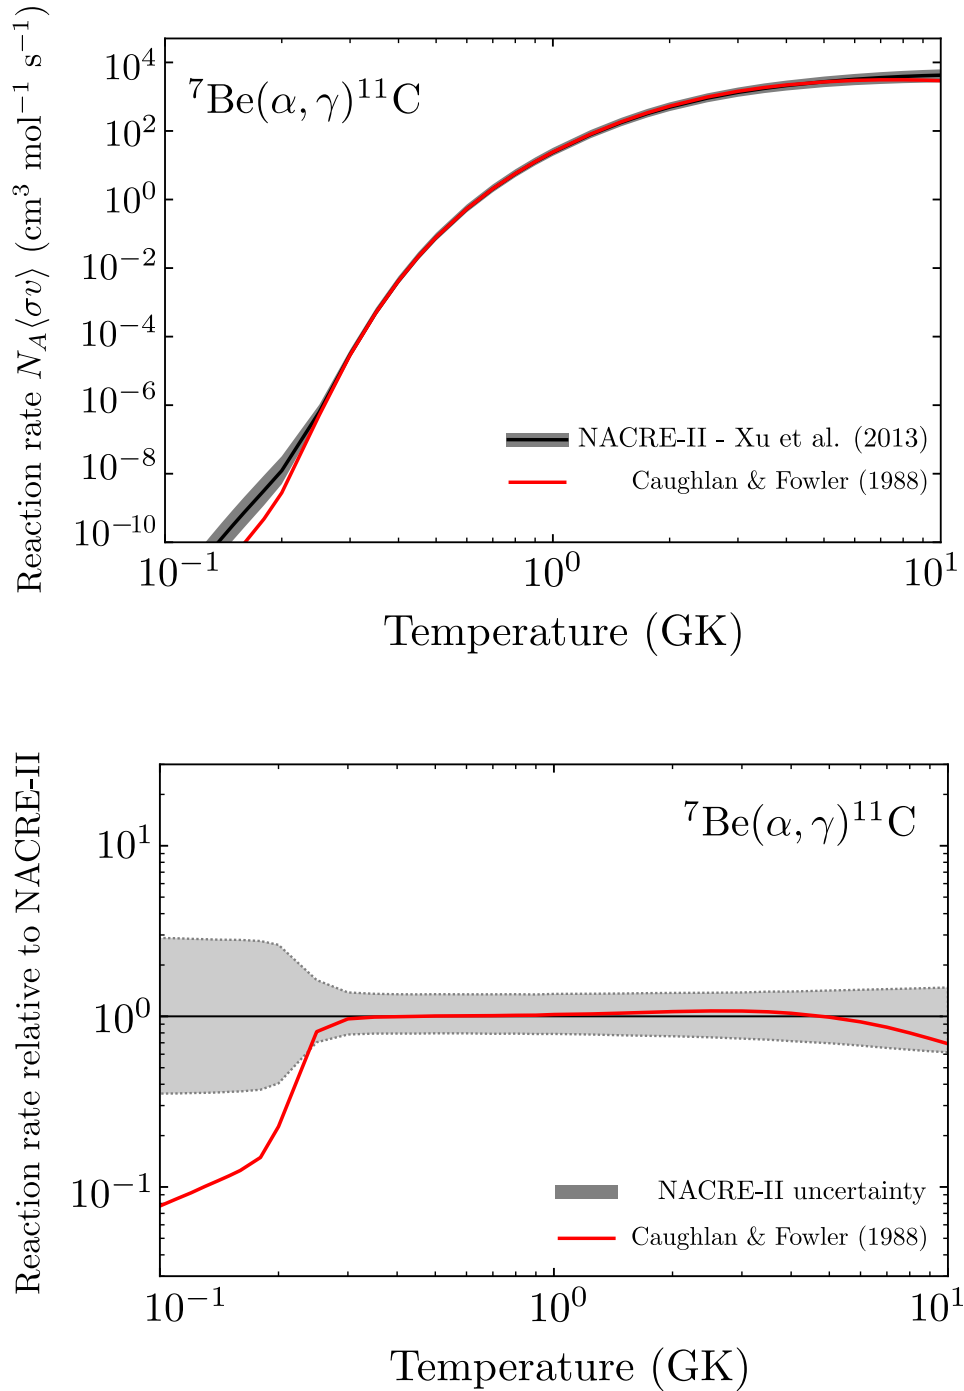 ⁷Be(α, γ)¹¹C
Reaction rate N_A⟨σv⟩ (cm³ mol⁻¹ s⁻¹)
10⁴
10²
10⁰
10⁻²
10⁻⁴
10⁻⁶
10⁻⁸
10⁻¹⁰
NACRE-II - Xu et al. (2013)
Caughlan & Fowler (1988)
10⁻¹ 10⁰ 10¹
Temperature (GK)
⁷Be(α, γ)¹¹C
Reaction rate relative to NACRE-II
10¹
10⁰
10⁻¹
NACRE-II uncertainty
Caughlan & Fowler (1988)
10⁻¹ 10⁰ 10¹
Temperature (GK)